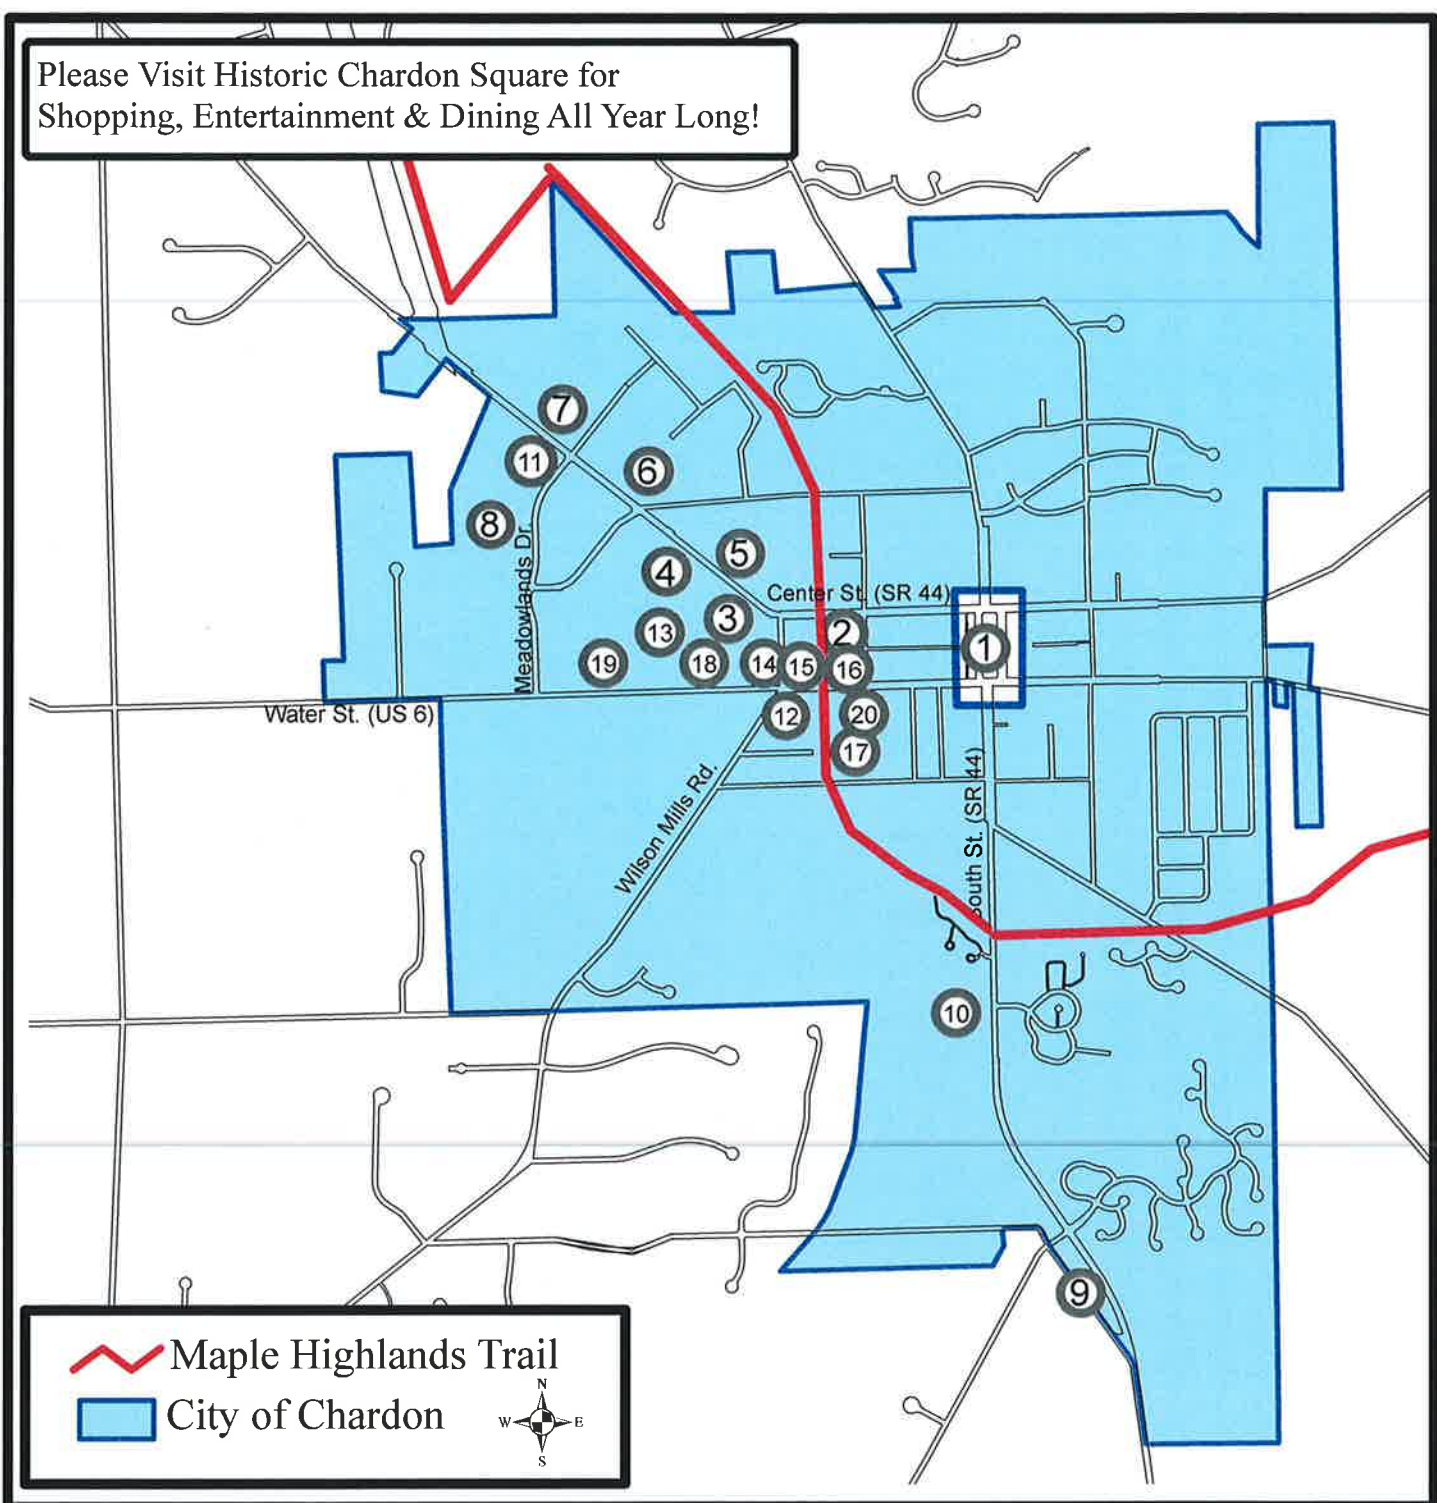 Please Visit Historic Chardon Square for
Shopping, Entertainment & Dining All Year Long!
7
11
6
8
5
4
Meadowlands Dr.
Center St. (SR 44)
3
2
13
1
19
18
14
15
16
Water St. (US 6)
12
20
17
Wilson Mills Rd.
South St. (SR 44)
10
9
Maple Highlands Trail
City of Chardon
N
W
E
S